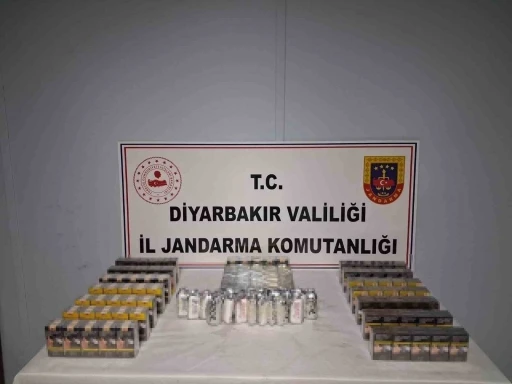 T.C.
DİYARBAKIR VALİLİĞİ
İL JANDARMA KOMUTANLIĞI